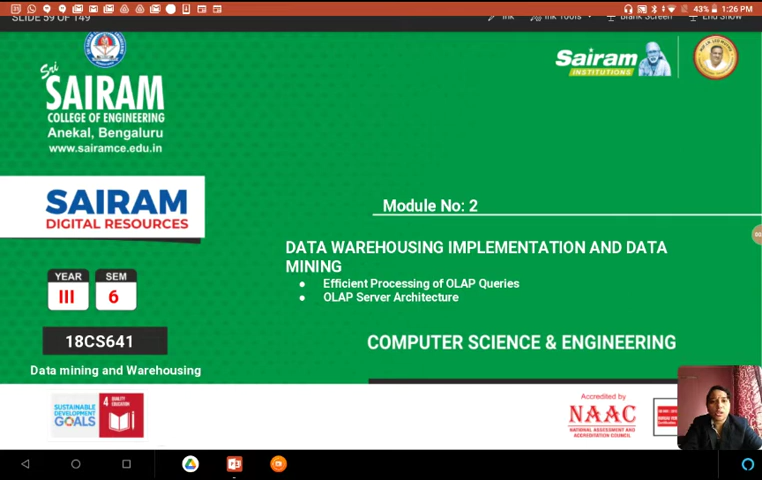 43% 1:26 PM
SLIDE 59 OF 149
Ink
Ink Tools
Blank Screen
End Show
Sri
SAIRAM
COLLEGE OF ENGINEERING
Anekal, Bengaluru
www.sairamce.edu.in
Sairam
INSTITUTIONS
SAIRAM
DIGITAL RESOURCES
Module No: 2
DATA WAREHOUSING IMPLEMENTATION AND DATA
MINING
● Efficient Processing of OLAP Queries
● OLAP Server Architecture
YEAR
III
SEM
6
18CS641
Data mining and Warehousing
COMPUTER SCIENCE & ENGINEERING
SUSTAINABLE
DEVELOPMENT
GOALS
4 QUALITY
EDUCATION
Accredited by
NAAC
NATIONAL ASSESSMENT AND
ACCREDITATION COUNCIL